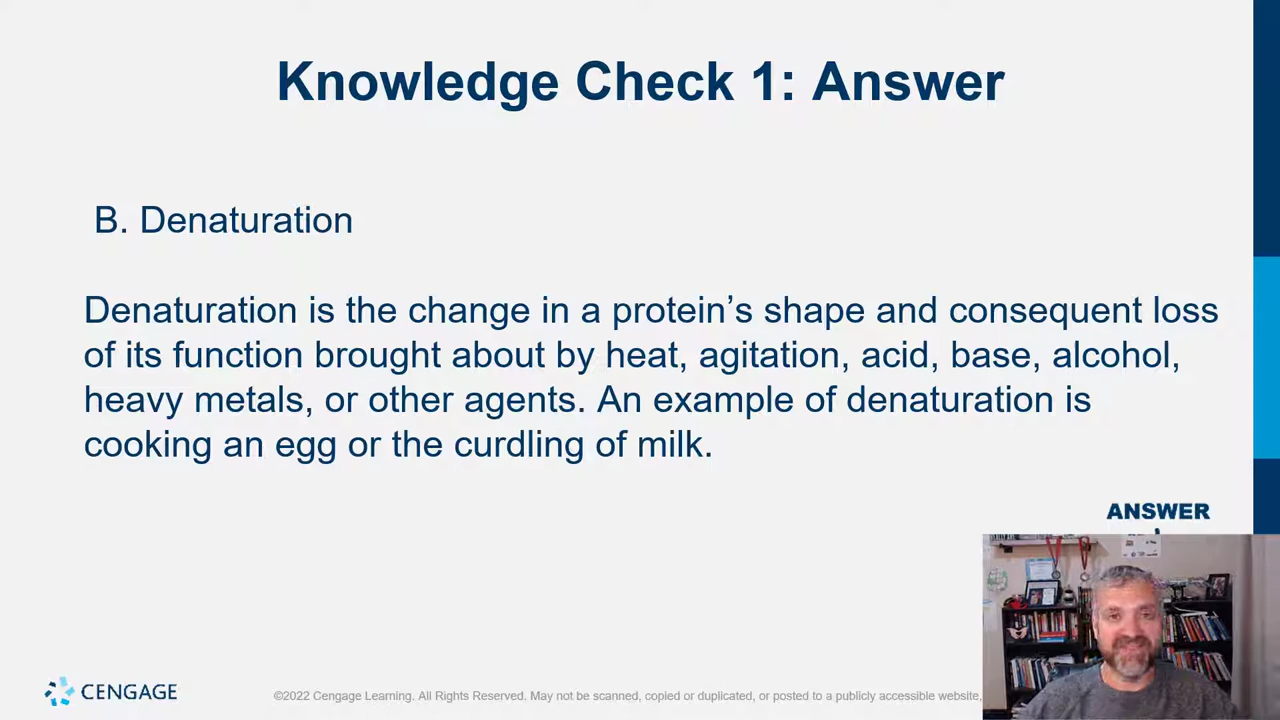 Knowledge Check 1: Answer
B. Denaturation
Denaturation is the change in a protein’s shape and consequent loss
of its function brought about by heat, agitation, acid, base, alcohol,
heavy metals, or other agents. An example of denaturation is
cooking an egg or the curdling of milk.
ANSWER
CENGAGE
©2022 Cengage Learning. All Rights Reserved. May not be scanned, copied or duplicated, or posted to a publicly accessible website,